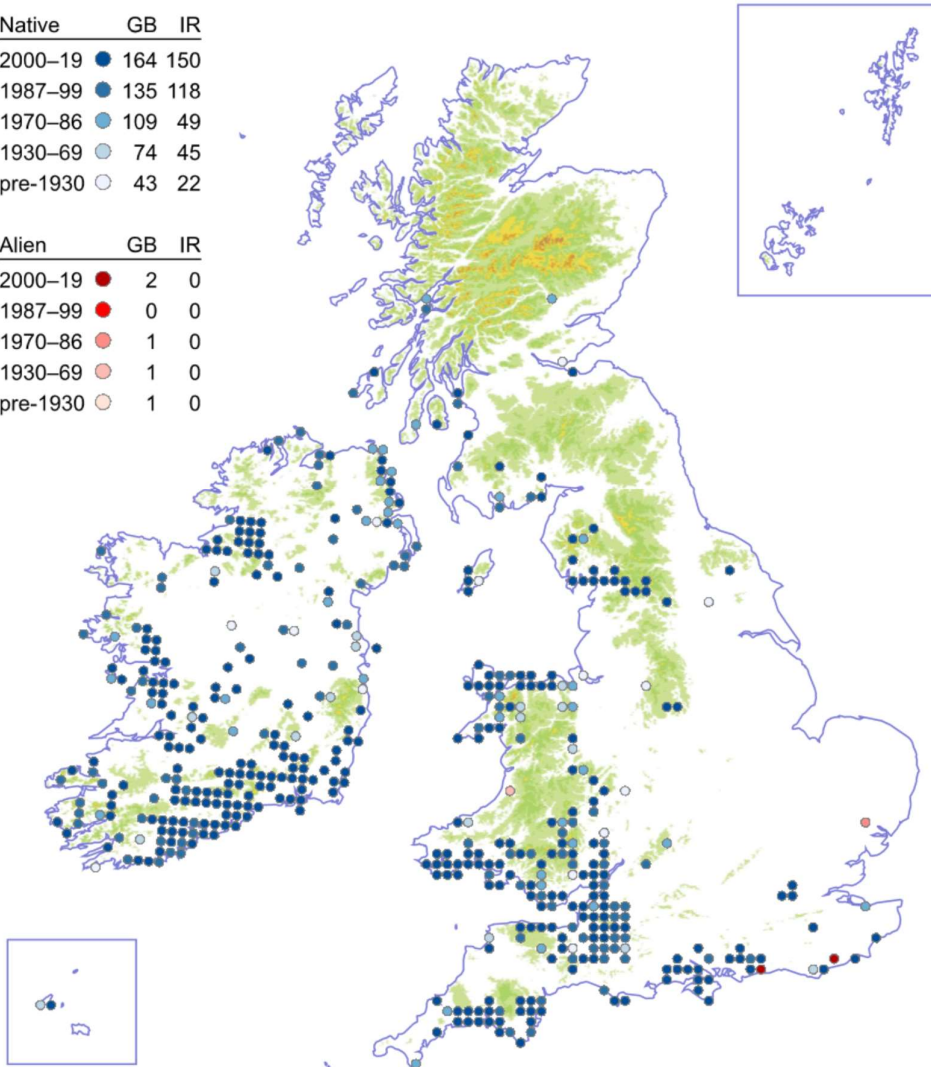 Native GB IR
2000–19 164 150
1987–99 135 118
1970–86 109 49
1930–69 74 45
pre-1930 43 22
Alien GB IR
2000–19 2 0
1987–99 0 0
1970–86 1 0
1930–69 1 0
pre-1930 1 0